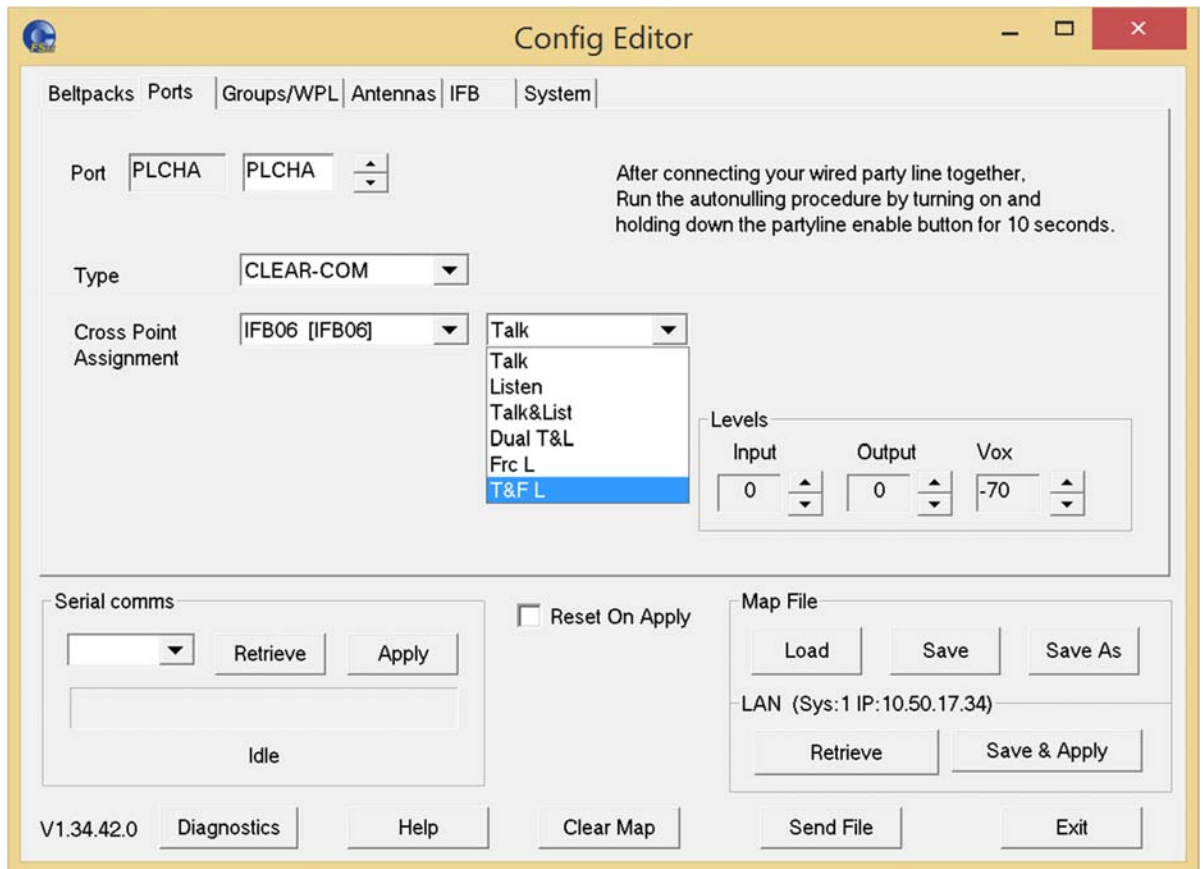 FSII
Config Editor
Beltpacks Ports Groups/WPL Antennas IFB System
Port PLCHA PLCHA
After connecting your wired party line together,
Run the autonulling procedure by turning on and
holding down the partyline enable button for 10 seconds.
Type CLEAR-COM
Cross Point
Assignment
IFB06 [IFB06] Talk
Talk
Listen
Talk&List
Dual T&L
Frc L
T&F L
Levels
Input Output Vox
0 0 -70
Serial comms
Retrieve Apply
Idle
Reset On Apply
Map File
Load Save Save As
LAN (Sys:1 IP:10.50.17.34)
Retrieve Save & Apply
V1.34.42.0 Diagnostics Help Clear Map Send File Exit